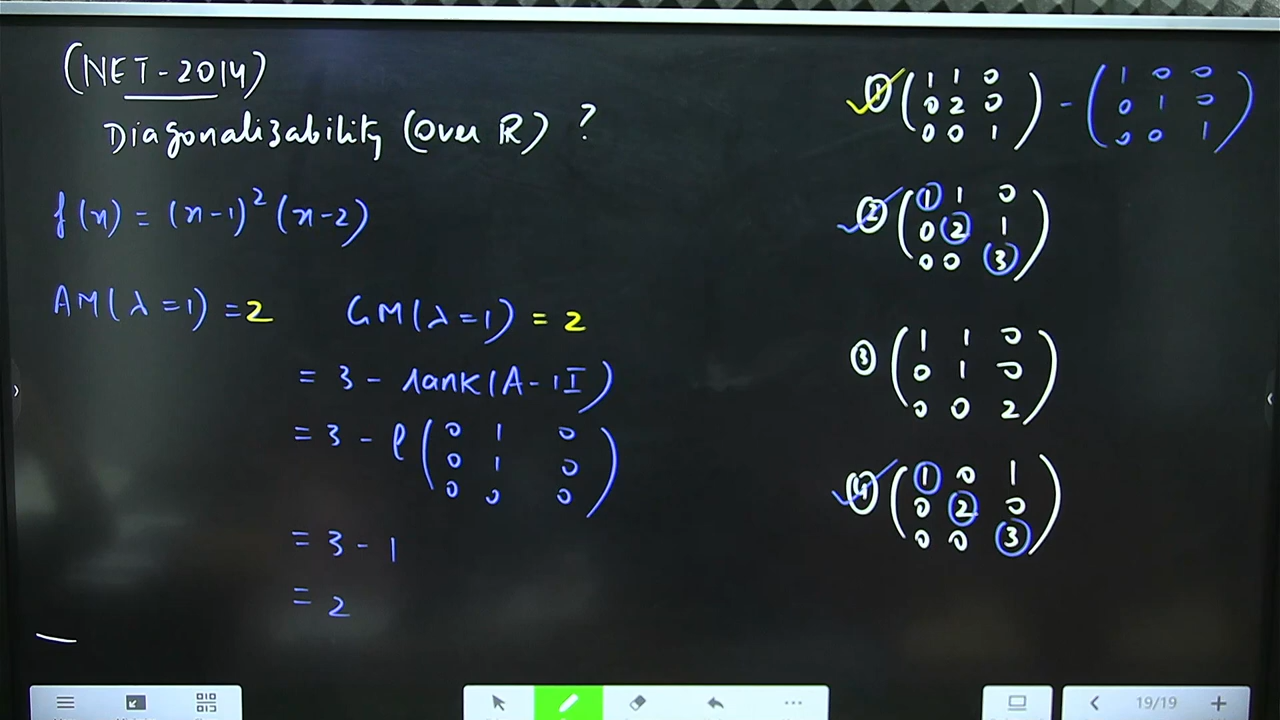 (NET-2014)
Diagonalizability (over ℝ) ?
f(x) = (x-1)² (x-2)
AM(λ=1) = 2
GM(λ=1) = 2
= 3 - rank(A-1I)
= 3 - ρ ( 0 1 0
0 1 0
0 0 0 )
= 3 - 1
= 2
① ( 1 1 0
0 2 0
0 0 1 ) - ( 1 0 0
0 1 0
0 0 1 )
② ( 1 1 0
0 2 1
0 0 3 )
③ ( 1 1 0
0 1 0
0 0 2 )
④ ( 1 0 1
0 2 0
0 0 3 )
19/19